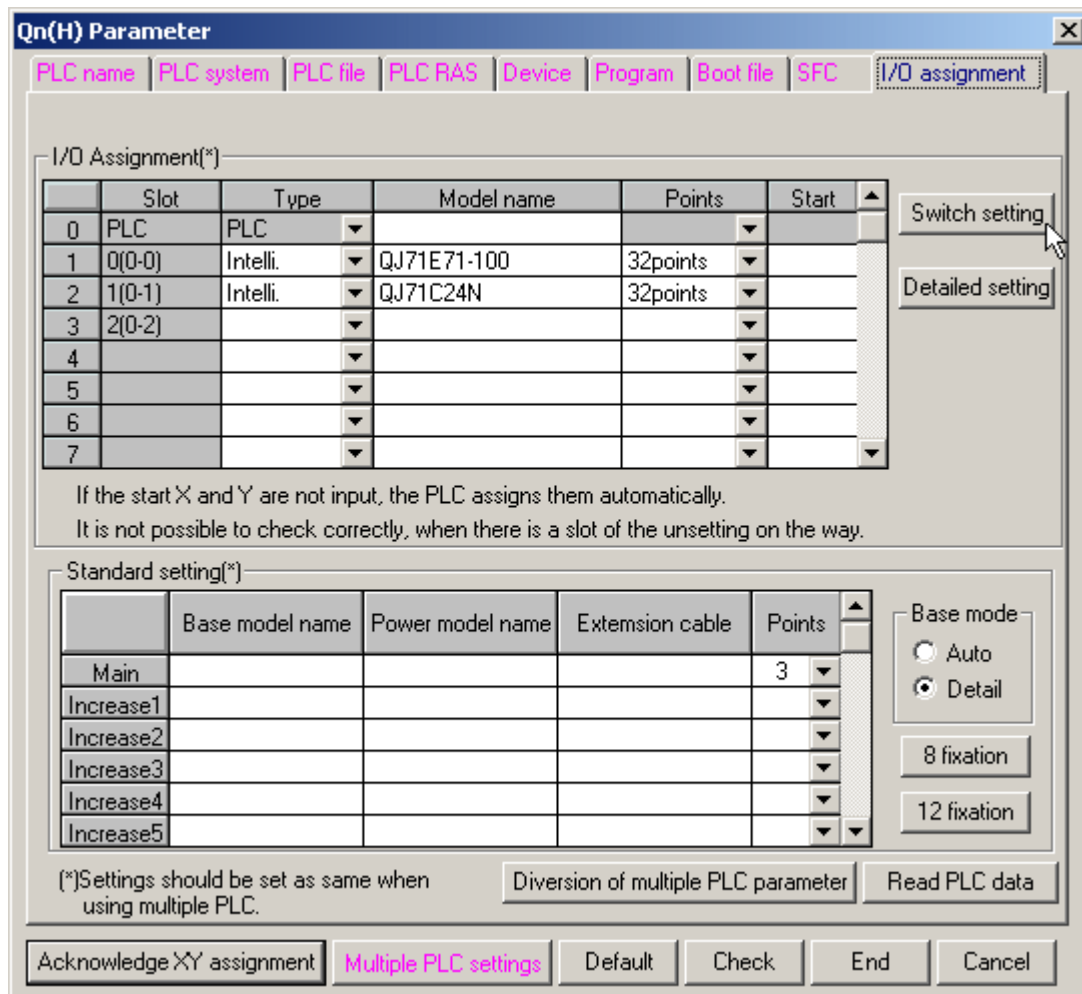 Qn(H) Parameter
PLC name PLC system PLC file PLC RAS Device Program Boot file SFC I/O assignment
I/O Assignment(*)
Slot Type Model name Points Start
0 PLC PLC
1 0(0-0) Intelli. QJ71E71-100 32points
2 1(0-1) Intelli. QJ71C24N 32points
3 2(0-2)
4
5
6
7
Switch setting
Detailed setting
If the start X and Y are not input, the PLC assigns them automatically.
It is not possible to check correctly, when there is a slot of the unsetting on the way.
Standard setting(*)
Base model name Power model name Extemsion cable Points
Main 3
Increase1
Increase2
Increase3
Increase4
Increase5
Base mode
Auto
Detail
8 fixation
12 fixation
(*)Settings should be set as same when
using multiple PLC.
Diversion of multiple PLC parameter Read PLC data
Acknowledge XY assignment Multiple PLC settings Default Check End Cancel